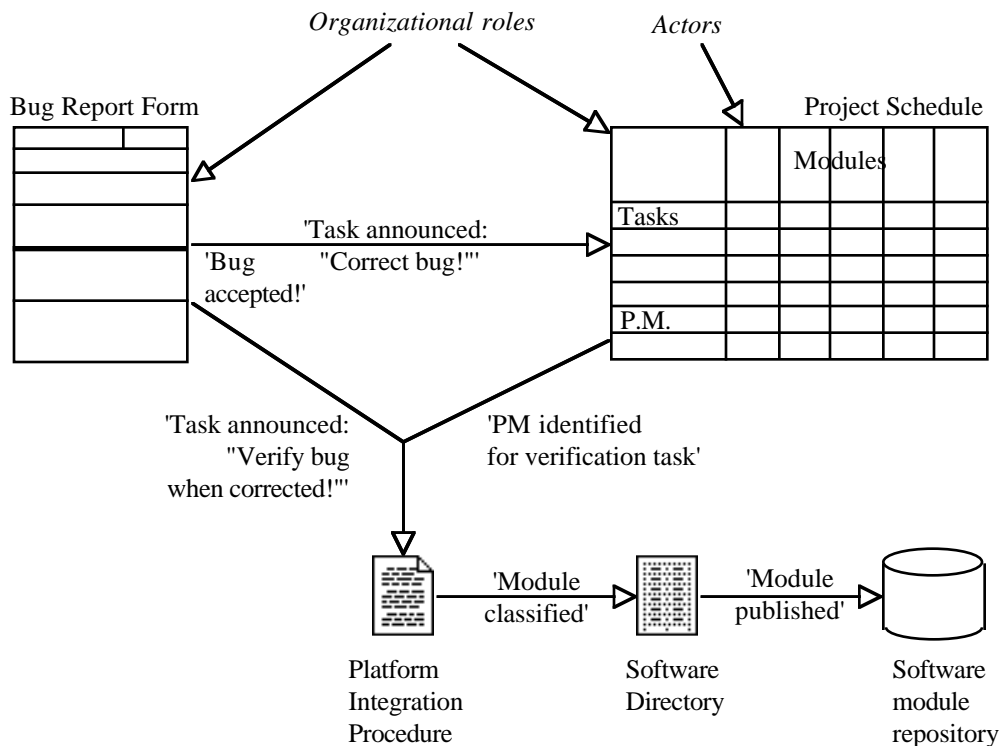 Organizational roles
Actors
Bug Report Form
Project Schedule
Modules
Tasks
'Task announced:
"Correct bug!"'
'Bug
accepted!'
P.M.
'Task announced:
"Verify bug
when corrected!"'
'PM identified
for verification task'
'Module
classified'
'Module
published'
Platform
Integration
Procedure
Software
Directory
Software
module
repository